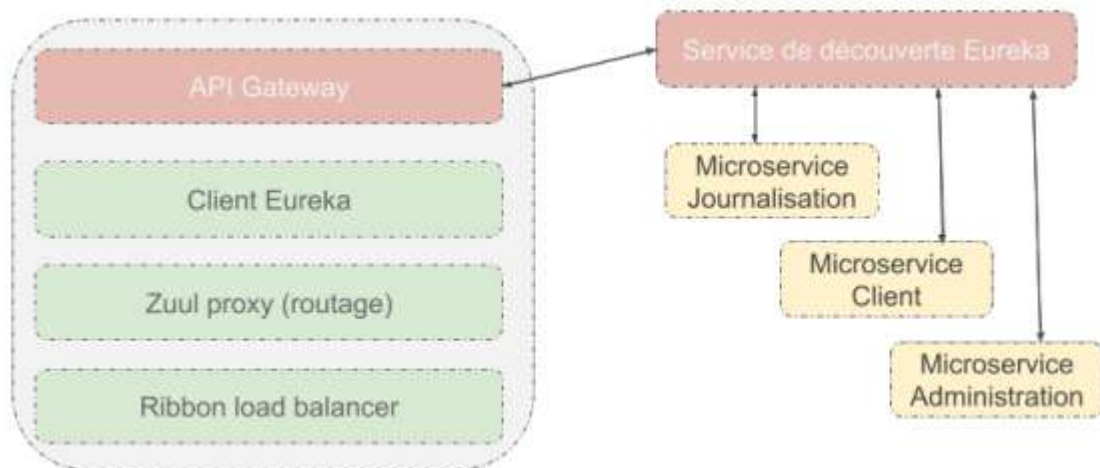 API Gateway
Client Eureka
Zuul proxy (routage)
Ribbon load balancer
Service de découverte Eureka
Microservice
Journalisation
Microservice
Client
Microservice
Administration